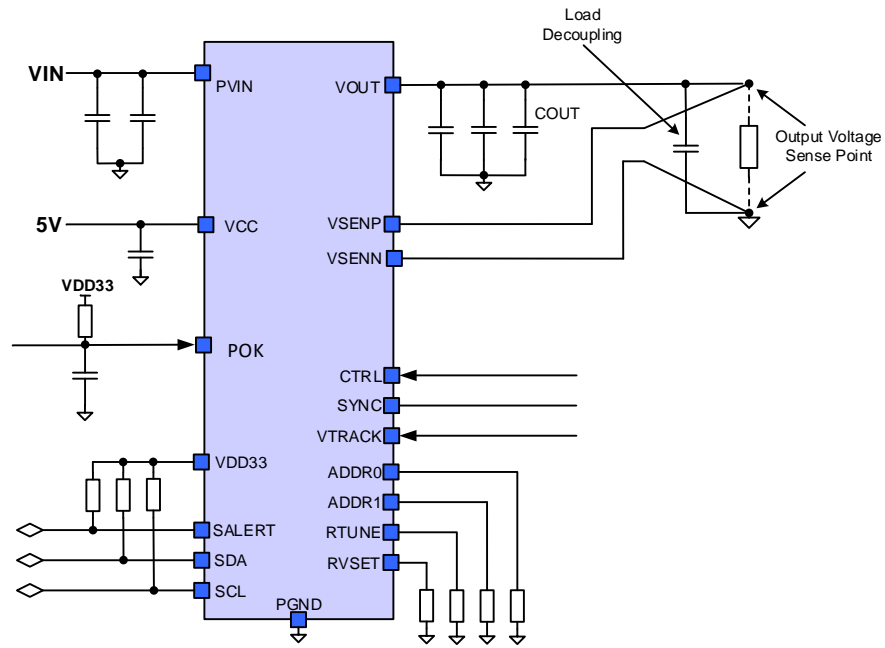 Load
Decoupling
VIN
PVIN
VOUT
COUT
Output Voltage
Sense Point
5V
VCC
VSENP
VSENN
VDD33
POK
CTRL
SYNC
VTRACK
VDD33
ADDR0
ADDR1
SALERT
RTUNE
SDA
RVSET
SCL
PGND